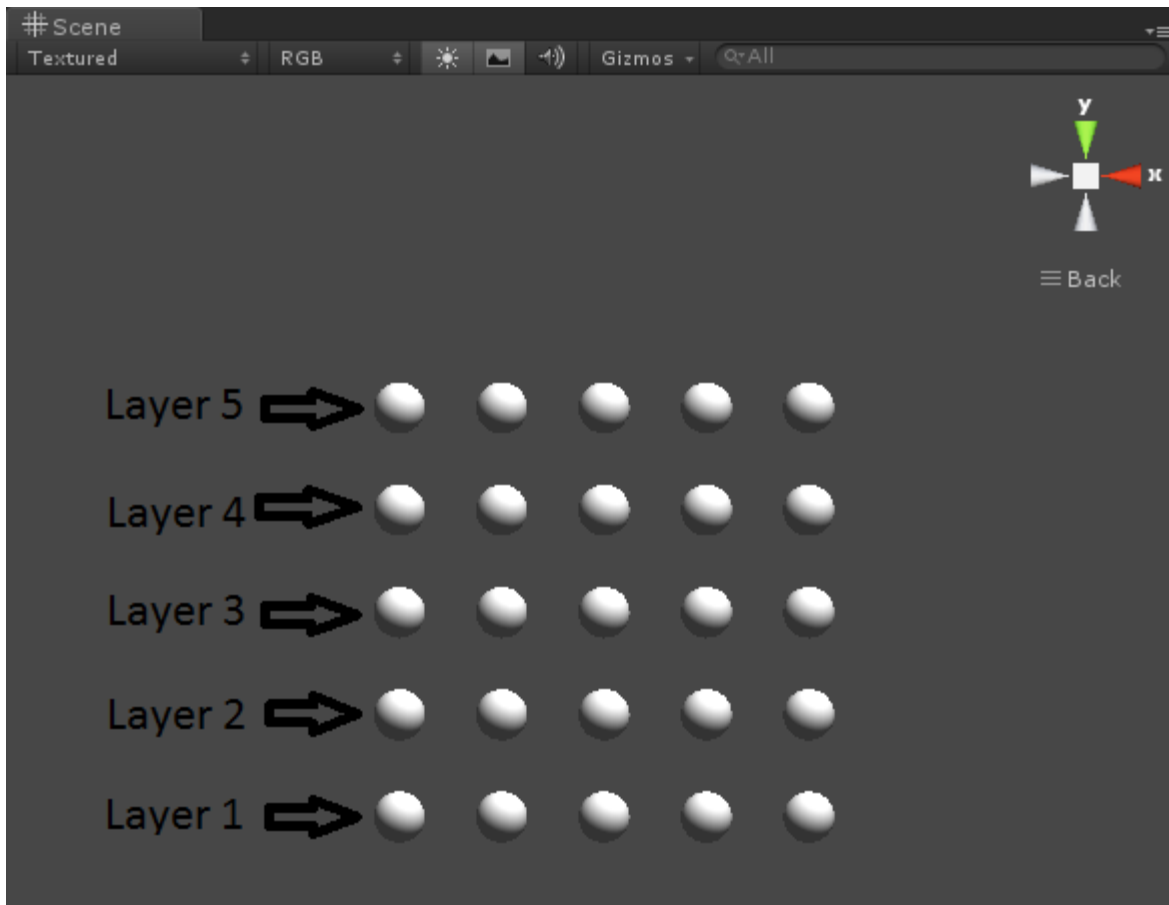 Scene
Textured RGB Gizmos All
y
x
Back
Layer 5
Layer 4
Layer 3
Layer 2
Layer 1